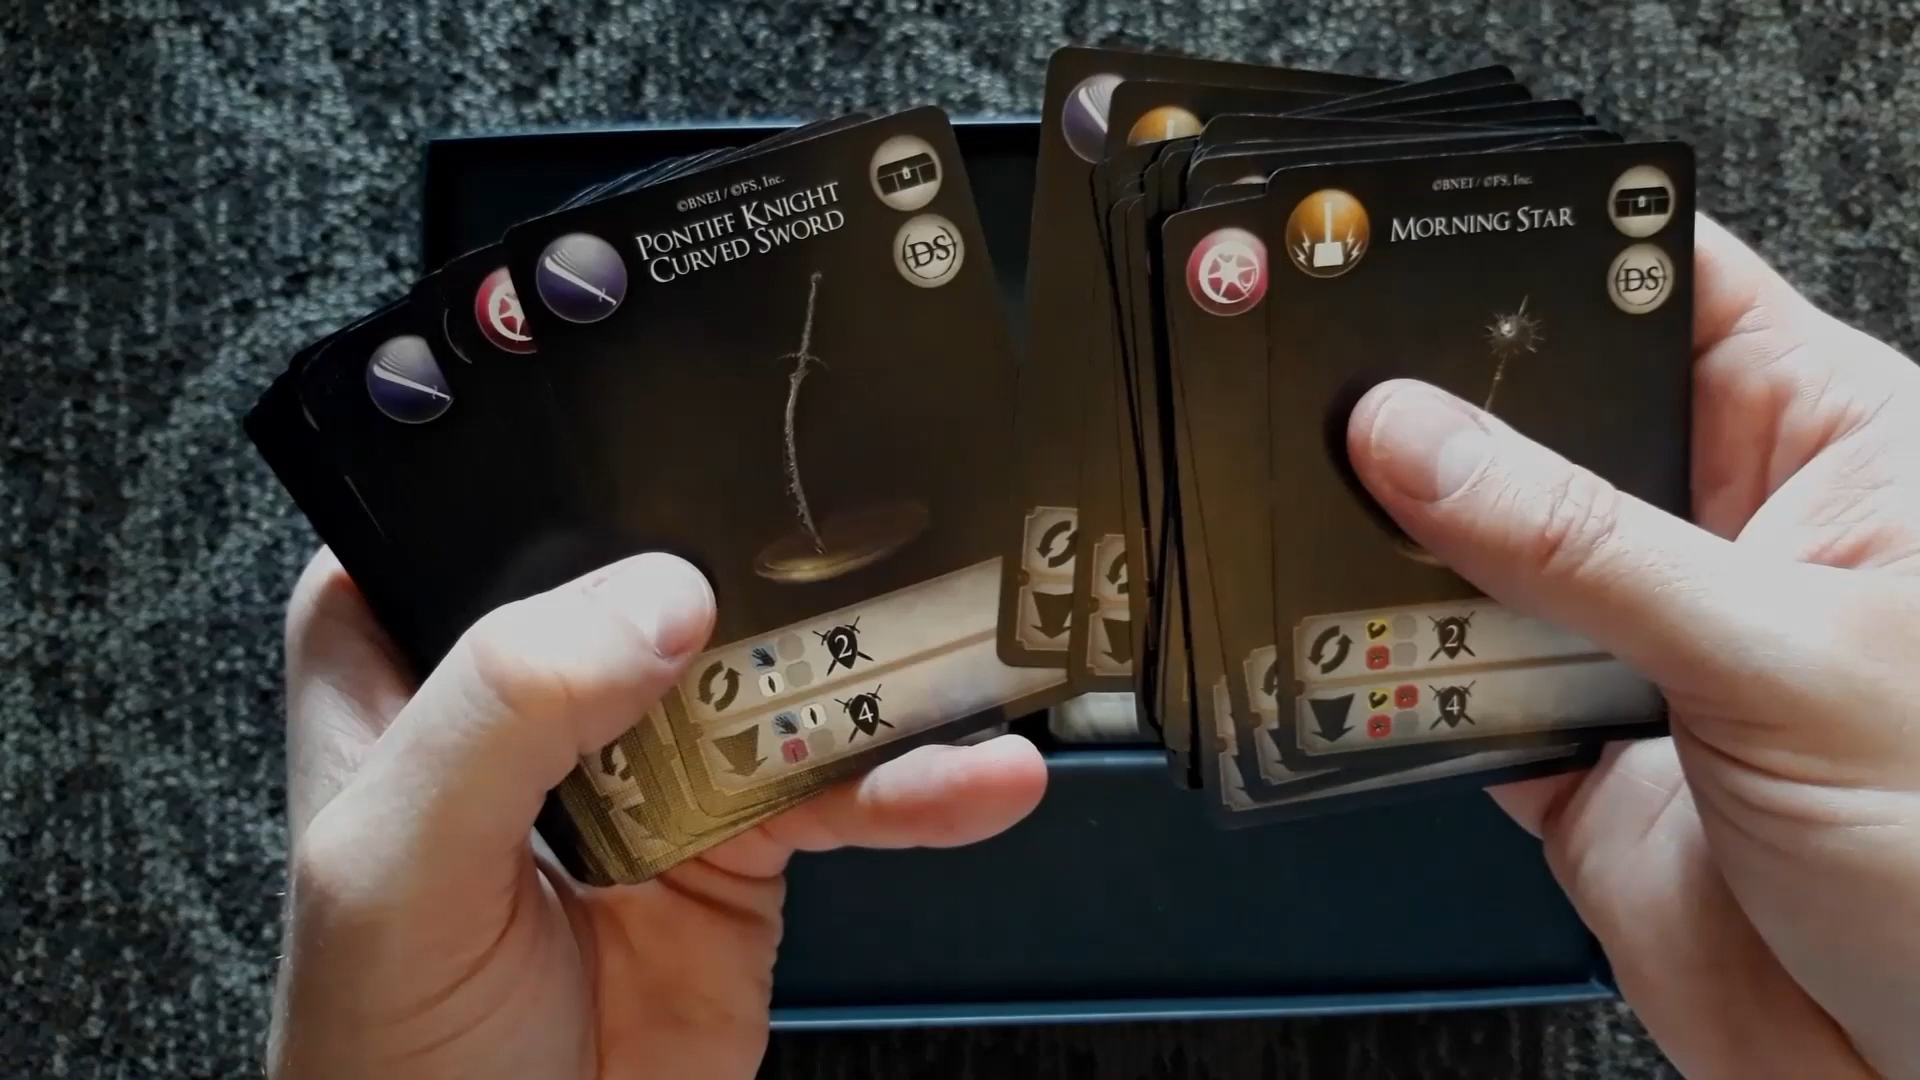 ©BNEI / ©FS, Inc.
PONTIFF KNIGHT
CURVED SWORD
DS
2
4
©BNEI / ©FS, Inc.
MORNING STAR
DS
2
4